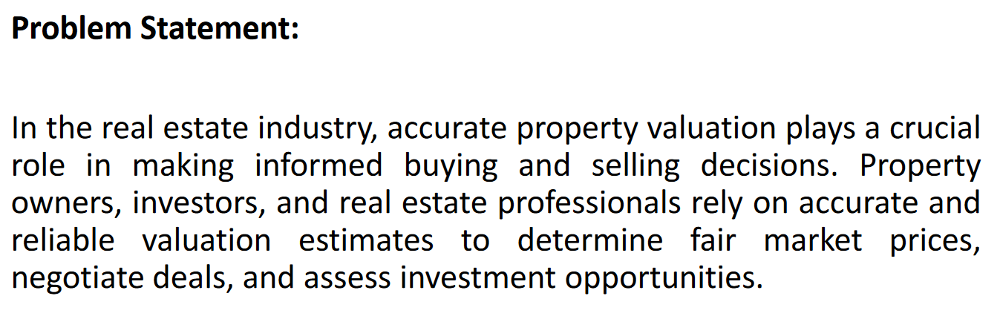 Problem Statement:
In the real estate industry, accurate property valuation plays a crucial
role in making informed buying and selling decisions. Property
owners, investors, and real estate professionals rely on accurate and
reliable valuation estimates to determine fair market prices,
negotiate deals, and assess investment opportunities.